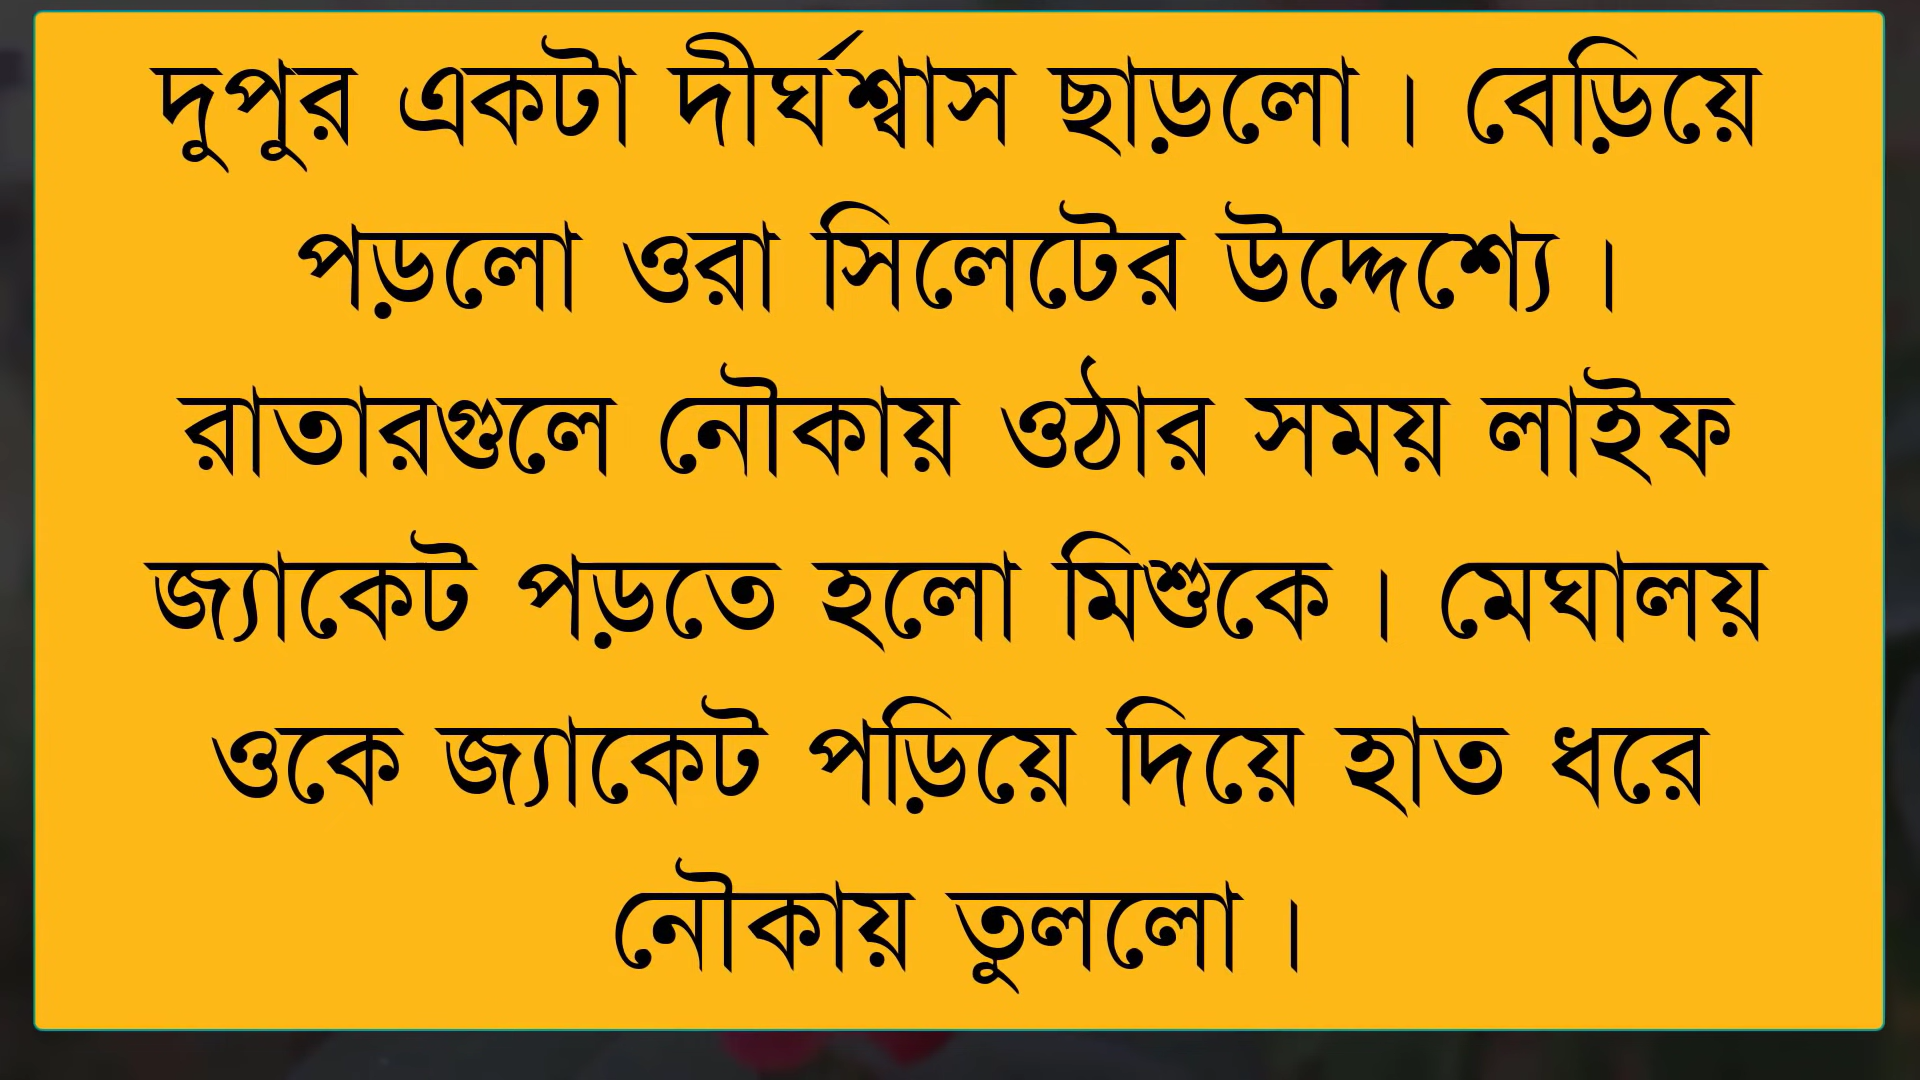 দুপুর একটা দীর্ঘশ্বাস ছাড়লো। বেড়িয়ে
পড়লো ওরা সিলেটের উদ্দেশ্যে।
রাতারগুলে নৌকায় ওঠার সময় লাইফ
জ্যাকেট পড়তে হলো মিশুকে। মেঘালয়
ওকে জ্যাকেট পড়িয়ে দিয়ে হাত ধরে
নৌকায় তুললো।